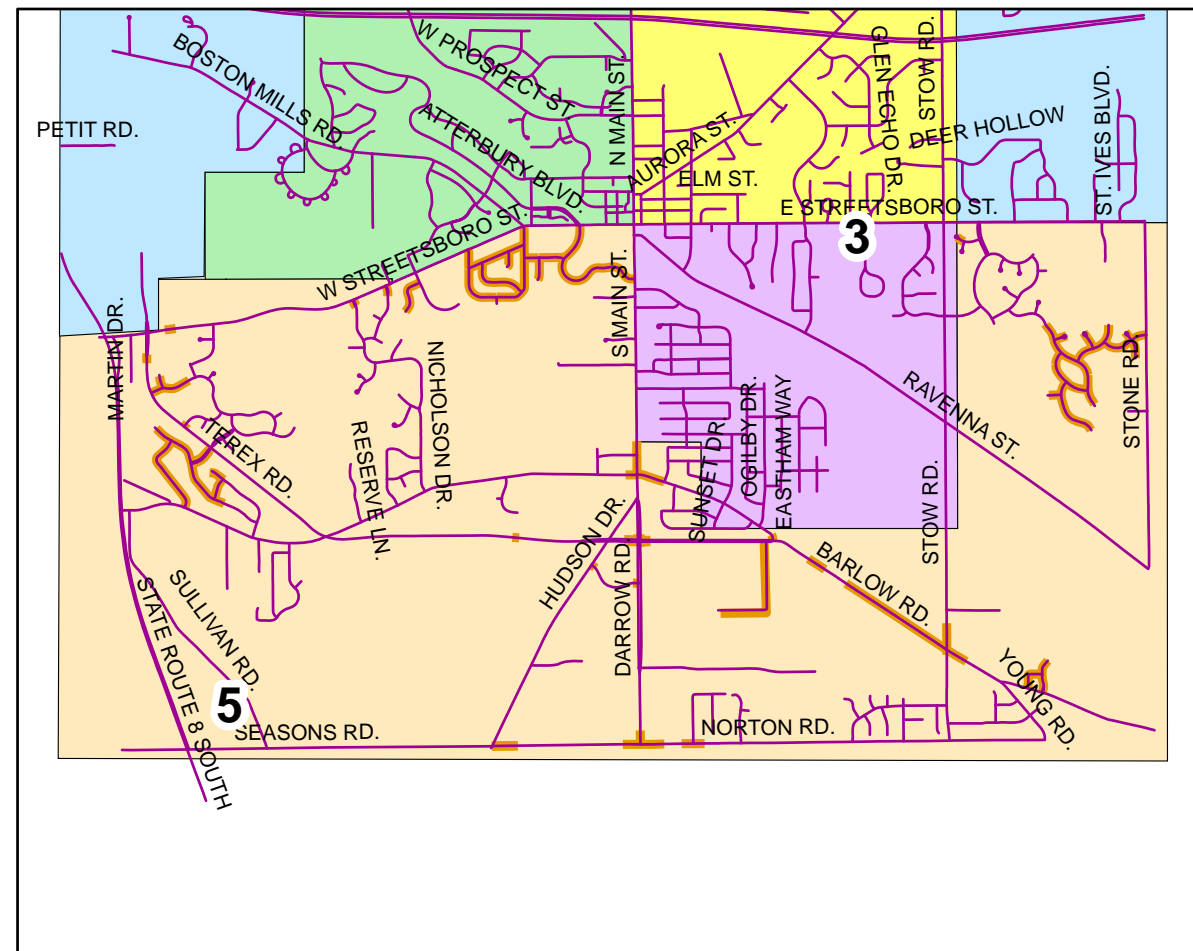 BOSTON MILLS RD.
W PROSPECT ST.
N MAIN ST.
GLEN ECHO DR.
STOW RD.
PETIT RD.
ATTERBURY BLVD.
AURORA ST.
DEER HOLLOW
ST. IVES BLVD.
ELM ST.
E STREETSBORO ST.
3
W STREETSBORO ST.
S MAIN ST.
MARTIN DR.
NICHOLSON DR.
RAVENNA ST.
STONE RD.
TEREX RD.
RESERVE LN.
SUNSET DR.
OGILBY DR.
EASTHAM WAY
STOW RD.
HUDSON DR.
DARROW RD.
BARLOW RD.
SULLIVAN RD.
STATE ROUTE 8 SOUTH
YOUNG RD.
5
SEASONS RD.
NORTON RD.